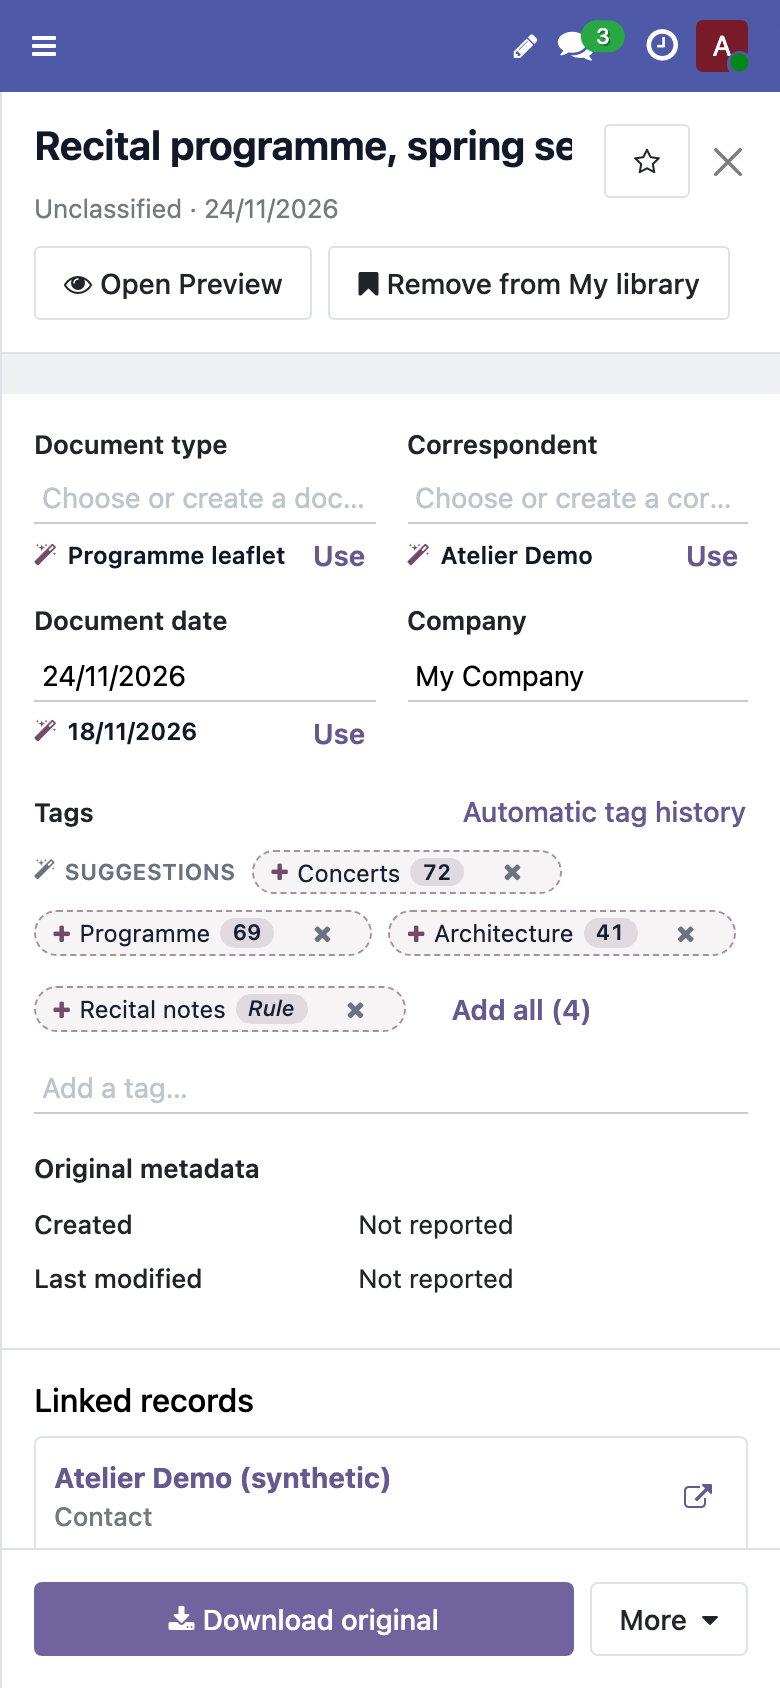 3
A
Recital programme, spring se
Unclassified · 24/11/2026
Open Preview
Remove from My library
Document type
Correspondent
Choose or create a doc...
Choose or create a cor...
Programme leaflet Use
Atelier Demo Use
Document date
Company
24/11/2026
My Company
18/11/2026 Use
Tags
Automatic tag history
SUGGESTIONS + Concerts 72 ×
+ Programme 69 × + Architecture 41 ×
+ Recital notes Rule × Add all (4)
Add a tag...
Original metadata
Created Not reported
Last modified Not reported
Linked records
Atelier Demo (synthetic)
Contact
Download original
More